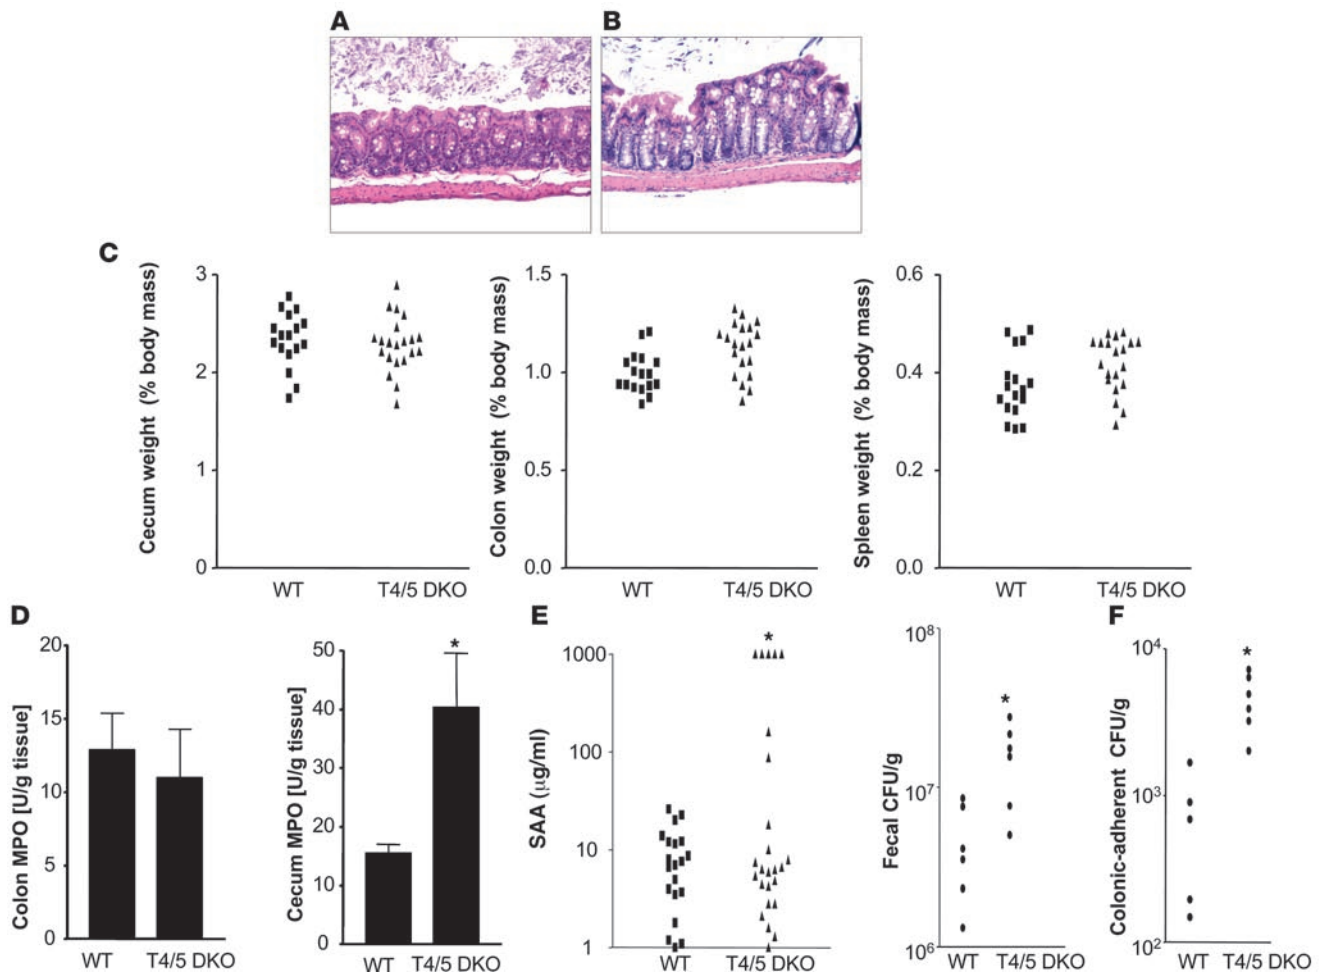 A
B
C
Cecum weight (% body mass)
3
2
1
0
WT
T4/5 DKO
Colon weight (% body mass)
1.5
1.0
0.5
0.0
WT
T4/5 DKO
Spleen weight (% body mass)
0.6
0.4
0.2
0.0
WT
T4/5 DKO
D
Colon MPO [U/g tissue]
20
15
10
5
0
WT
T4/5 DKO
Cecum MPO [U/g tissue]
50
40
30
20
10
0
*
WT
T4/5 DKO
E
SAA (μg/ml)
1000
100
10
1
*
WT
T4/5 DKO
Fecal CFU/g
10⁸
10⁷
10⁶
*
WT
T4/5 DKO
F
Colonic-adherent CFU/g
10⁴
10³
10²
*
WT
T4/5 DKO